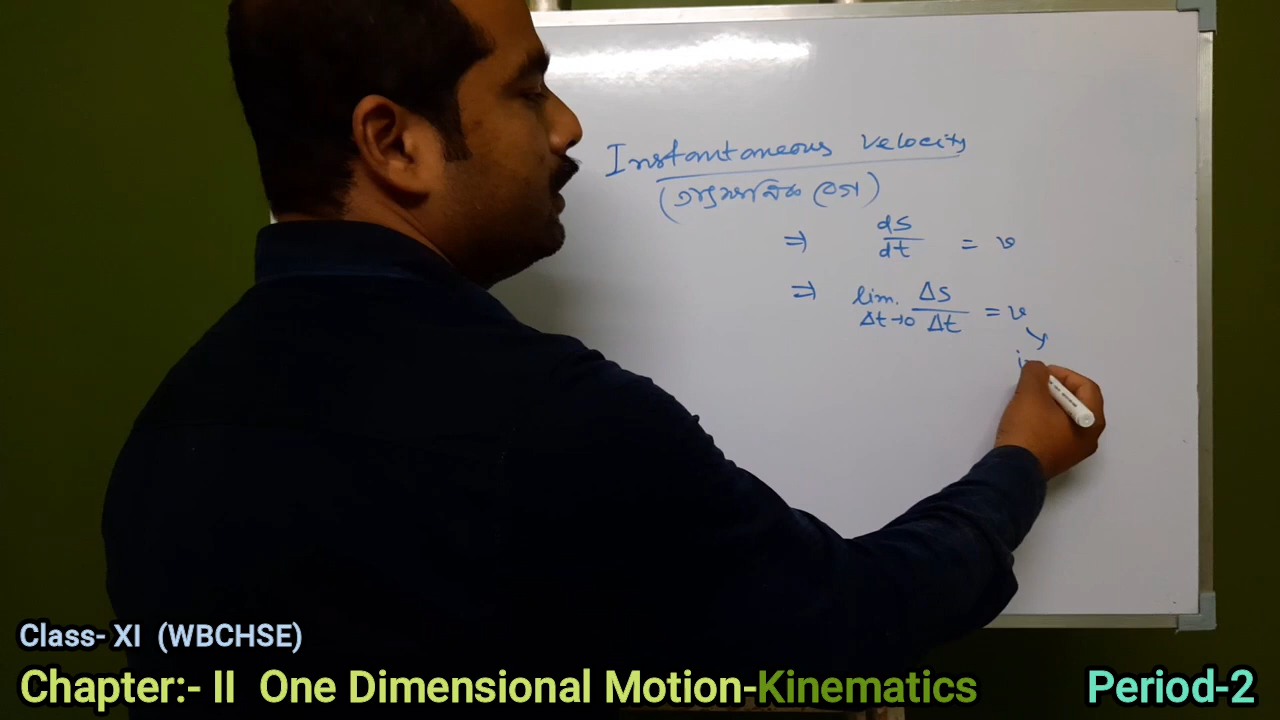 Instantaneous Velocity
(তাৎক্ষণিক বেগ)
⇒ ds/dt = v
⇒ lim. Δt→0 Δs/Δt = v
Class- XI (WBCHSE)
Chapter:- II One Dimensional Motion-Kinematics
Period-2